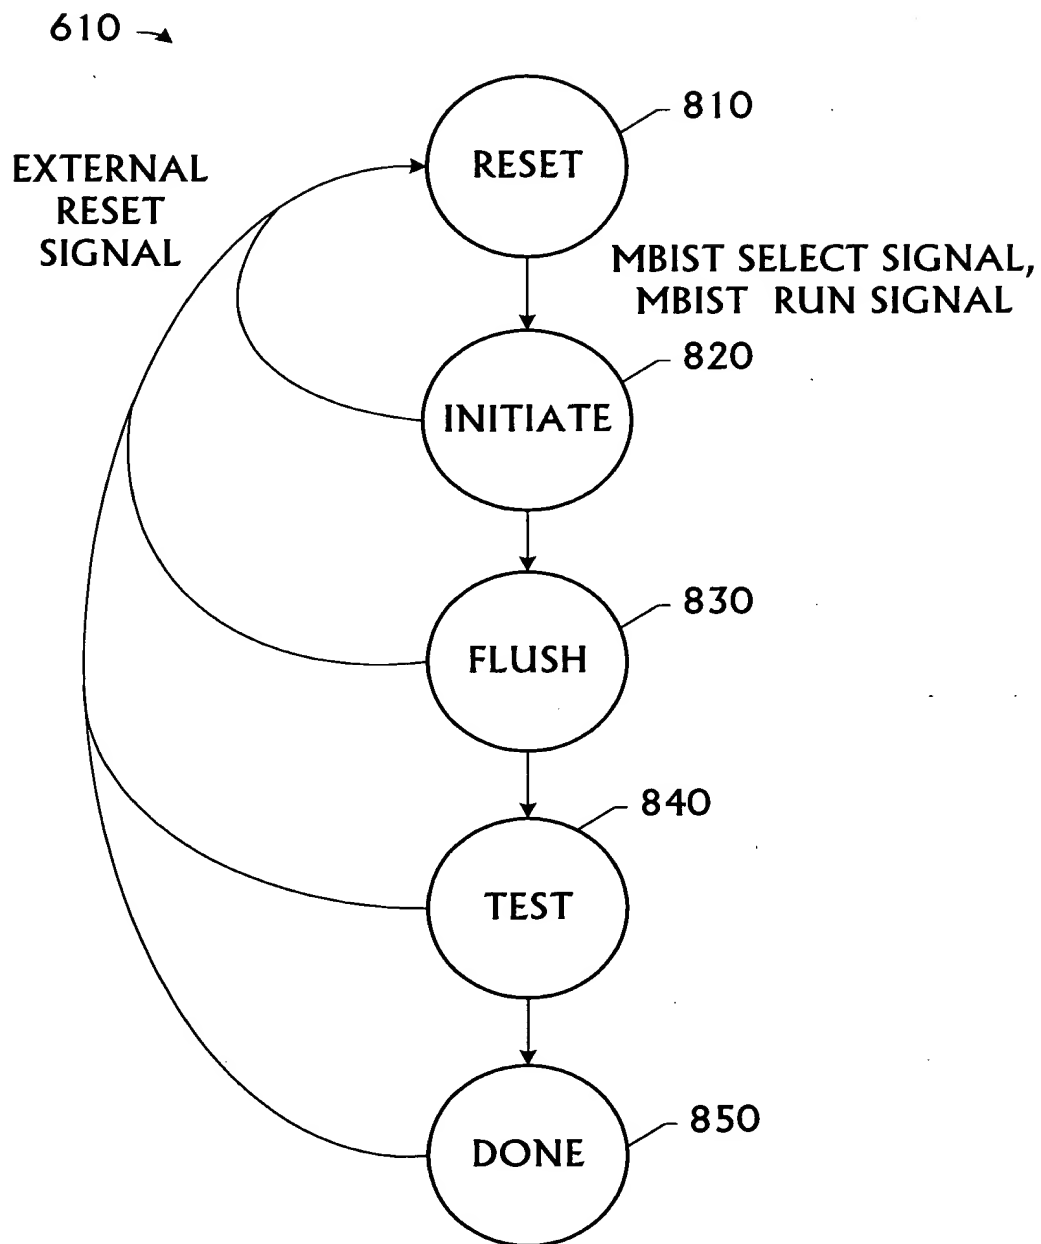 610
810
RESET
EXTERNAL
RESET
SIGNAL
MBIST SELECT SIGNAL,
MBIST RUN SIGNAL
820
INITIATE
830
FLUSH
840
TEST
850
DONE